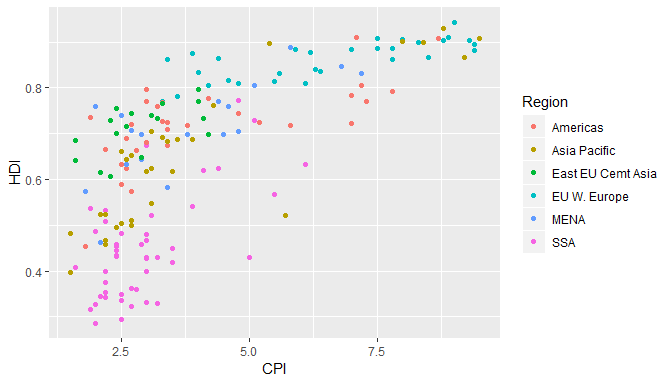 HDI
0.8
0.6
0.4
2.5 5.0 7.5
CPI
Region
Americas
Asia Pacific
East EU Cemt Asia
EU W. Europe
MENA
SSA